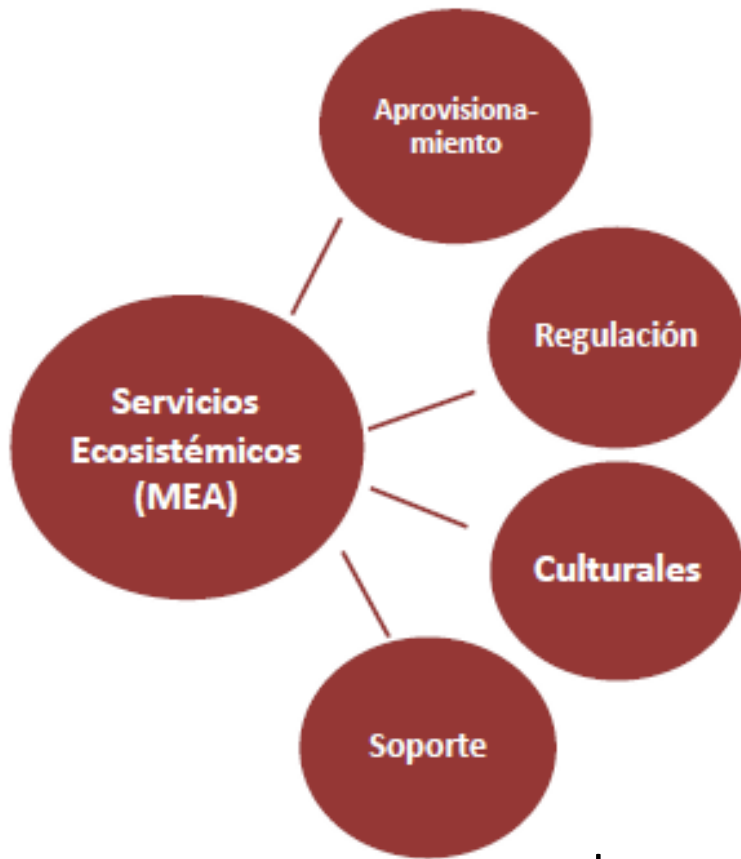 Aprovisiona-
miento
Regulación
Servicios
Ecosistémicos
(MEA)
Culturales
Soporte